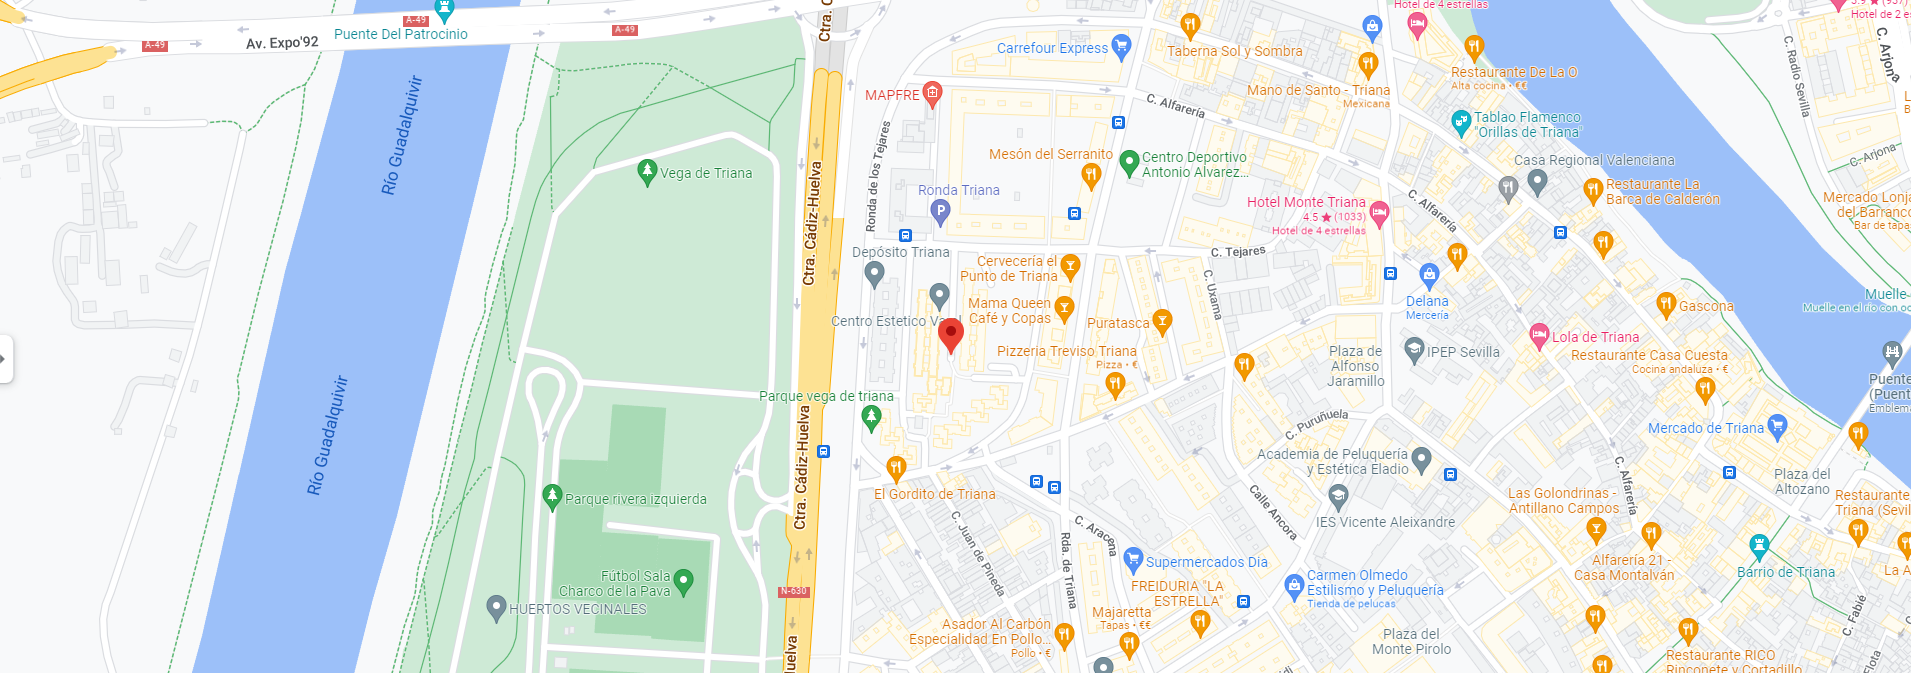 A-49
Puente Del Patrocinio
A-49
Av. Expo'92
A-49
Río Guadalquivir
Río Guadalquivir
Vega de Triana
Ctra. Cádiz-Huelva
Ctra. Cádiz-Huelva
Parque rivera izquierda
Fútbol Sala
Charco de la Pava
HUERTOS VECINALES
N-630
Huelva
Ctra. C
Carrefour Express
MAPFRE
Ronda de los Tejares
Ronda Triana
P
Depósito Triana
Centro Estetico Va
Parque vega de triana
El Gordito de Triana
Mesón del Serranito
Centro Deportivo
Antonio Alvarez...
Cervecería el
Punto de Triana
Mama Queen
Café y Copas
Puratasca
Pizzeria Treviso Triana
Pizza • €
Taberna Sol y Sombra
C. Alfarería
Mano de Santo - Triana
Mexicana
Hotel de 4 estrellas
Restaurante De La O
Alta cocina • €€
Tablao Flamenco
"Orillas de Triana"
Casa Regional Valenciana
Restaurante La
Barca de Calderón
Hotel Monte Triana
4.5 ★ (1033)
Hotel de 4 estrellas
C. Alfarería
C. Tejares
C. Uxama
Delana
Mercería
Gascona
Lola de Triana
Restaurante Casa Cuesta
Cocina andaluza • €
IPEP Sevilla
Plaza de
Alfonso
Jaramillo
C. Puruñuela
Mercado de Triana
Academia de Peluquería
y Estética Eladio
Calle Ancora
IES Vicente Aleixandre
C. Alfarería
Las Golondrinas -
Antillano Campos
Plaza del
Altozano
Restaurante
Triana (Sevil
Alfarería 21 -
Casa Montalván
Barrio de Triana
La A
C. Juan de Pineda
C. Aracena
Rda. de Triana
Supermercados Dia
FREIDURIA "LA
ESTRELLA"
Carmen Olmedo
Estilismo y Peluquería
Tienda de pelucas
Majaretta
Tapas • €€
Asador Al Carbón
Especialidad En Pollo...
Pollo • €
Plaza del
Monte Pirolo
Restaurante RICO
Rinconete y Cortadillo
C. Fabié
Flota
3.9 ★ (937)
Hotel de 2 es
C. Radio Sevilla
C. Arjona
C. Arjona
Mercado Lonja
del Barranco
Bar de tapa
Muelle
Muelle en el río con oc
Puente
(Puent
Emblema